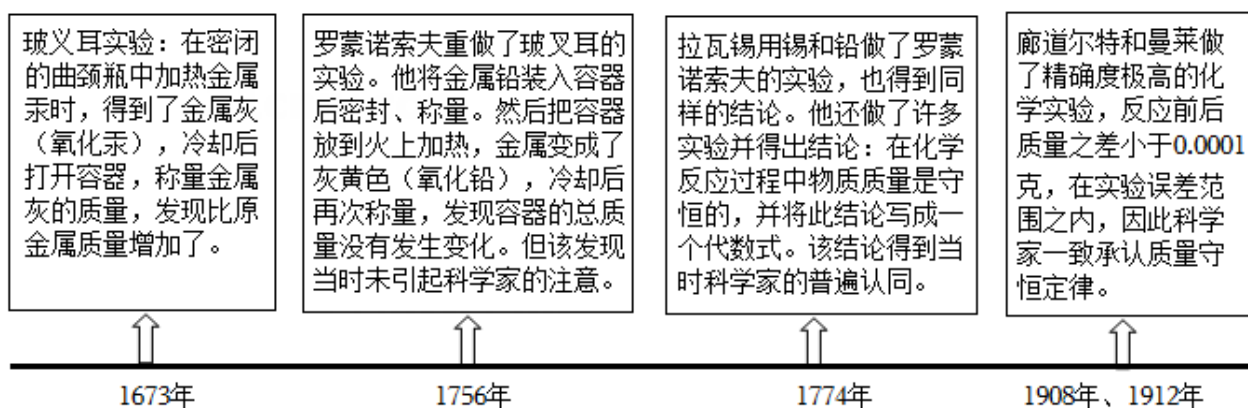 玻义耳实验：在密闭
的曲颈瓶中加热金属
汞时，得到了金属灰
（氧化汞），冷却后
打开容器，称量金属
灰的质量，发现比原
金属质量增加了。
罗蒙诺索夫重做了玻叉耳的
实验。他将金属铅装入容器
后密封、称量。然后把容器
放到火上加热，金属变成了
灰黄色（氧化铅），冷却后
再次称量，发现容器的总质
量没有发生变化。但该发现
当时未引起科学家的注意。
拉瓦锡用锡和铅做了罗蒙
诺索夫的实验，也得到同
样的结论。他还做了许多
实验并得出结论：在化学
反应过程中物质质量是守
恒的，并将此结论写成一
个代数式。该结论得到当
时科学家的普遍认同。
廊道尔特和曼莱做
了精确度极高的化
学实验，反应前后
质量之差小于0.0001
克，在实验误差范
围之内，因此科学
家一致承认质量守
恒定律。
1673年
1756年
1774年
1908年、1912年